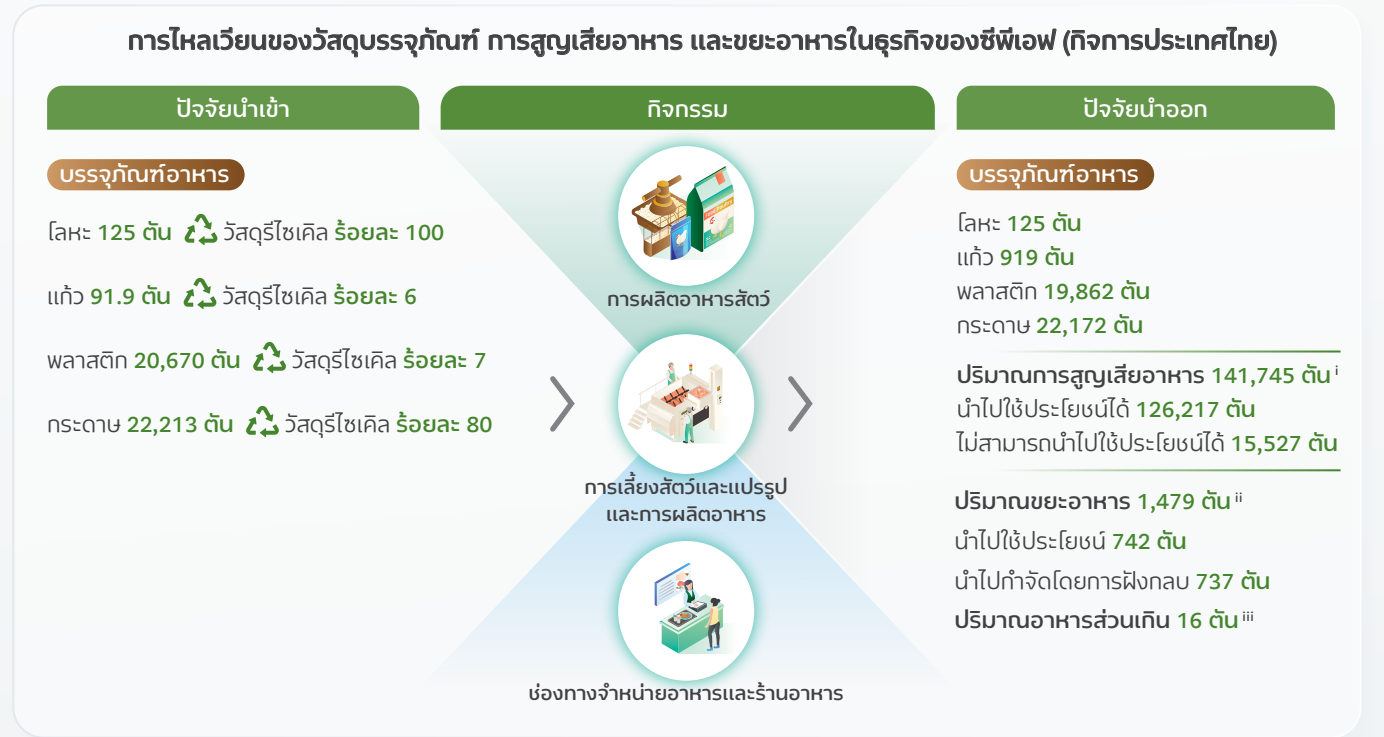 การไหลเวียนของวัสดุบรรจุภัณฑ์ การสูญเสียอาหาร และขยะอาหารในธุรกิจของซีพีเอฟ (กิจการประเทศไทย)
ปัจจัยนำเข้า
บรรจุภัณฑ์อาหาร
โลหะ 125 ตัน วัสดุรีไซเคิล ร้อยละ 100
แก้ว 91.9 ตัน วัสดุรีไซเคิล ร้อยละ 6
พลาสติก 20,670 ตัน วัสดุรีไซเคิล ร้อยละ 7
กระดาษ 22,213 ตัน วัสดุรีไซเคิล ร้อยละ 80
กิจกรรม
การผลิตอาหารสัตว์
การเลี้ยงสัตว์และแปรรูป
และการผลิตอาหาร
ช่องทางจำหน่ายอาหารและร้านอาหาร
ปัจจัยนำออก
บรรจุภัณฑ์อาหาร
โลหะ 125 ตัน
แก้ว 919 ตัน
พลาสติก 19,862 ตัน
กระดาษ 22,172 ตัน
ปริมาณการสูญเสียอาหาร 141,745 ตัน i
นำไปใช้ประโยชน์ได้ 126,217 ตัน
ไม่สามารถนำไปใช้ประโยชน์ได้ 15,527 ตัน
ปริมาณขยะอาหาร 1,479 ตัน ii
นำไปใช้ประโยชน์ 742 ตัน
นำไปกำจัดโดยการฝังกลบ 737 ตัน
ปริมาณอาหารส่วนเกิน 16 ตัน iii